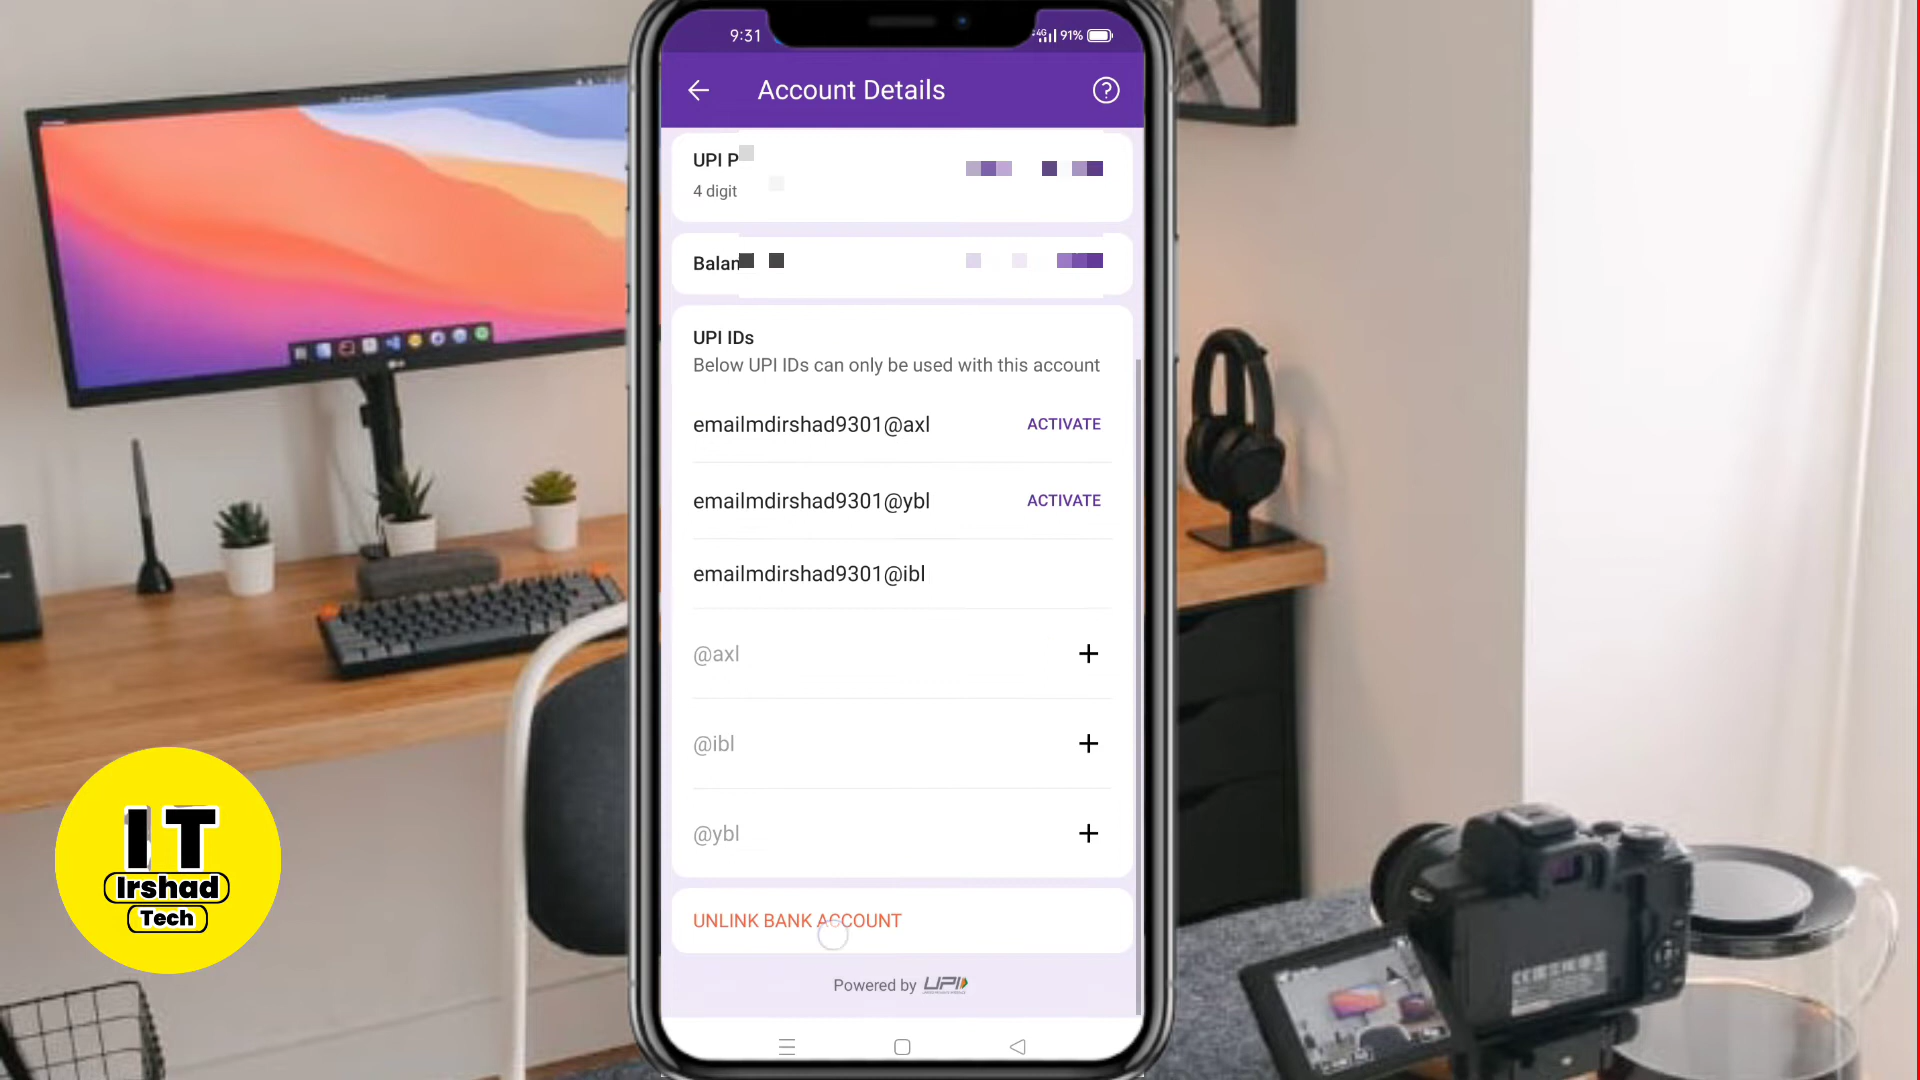 9:31
4G 91%
Account Details
UPI P
4 digit
Balan
UPI IDs
Below UPI IDs can only be used with this account
emailmdirshad9301@axl
ACTIVATE
emailmdirshad9301@ybl
ACTIVATE
emailmdirshad9301@ibl
@axl
@ibl
@ybl
UNLINK BANK ACCOUNT
Powered by UPI
IT
Irshad
Tech